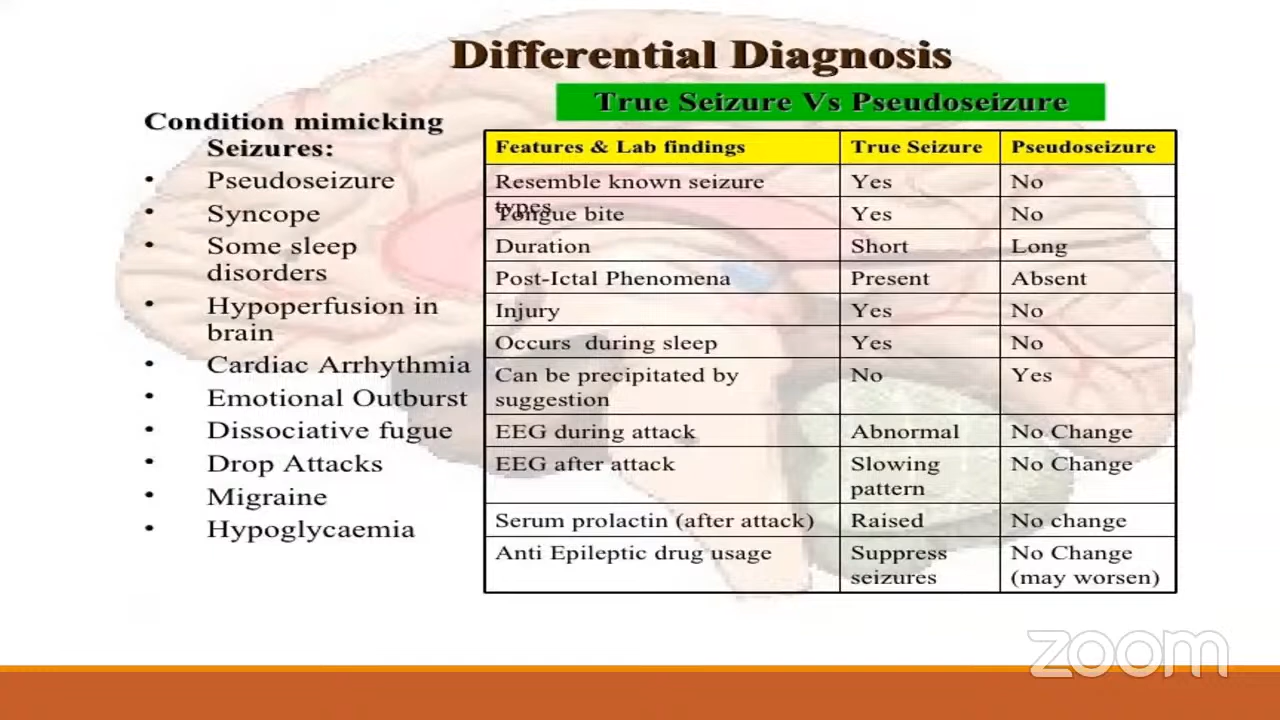 Differential Diagnosis
True Seizure Vs Pseudoseizure
Condition mimicking
Seizures:
• Pseudoseizure
• Syncope
• Some sleep
disorders
• Hypoperfusion in
brain
• Cardiac Arrhythmia
• Emotional Outburst
• Dissociative fugue
• Drop Attacks
• Migraine
• Hypoglycaemia
Features & Lab findings True Seizure Pseudoseizure
Resemble known seizure Yes No
types
Tongue bite Yes No
Duration Short Long
Post-Ictal Phenomena Present Absent
Injury Yes No
Occurs during sleep Yes No
Can be precipitated by No Yes
suggestion
EEG during attack Abnormal No Change
EEG after attack Slowing No Change
pattern
Serum prolactin (after attack) Raised No change
Anti Epileptic drug usage Suppress No Change
seizures (may worsen)
zoom